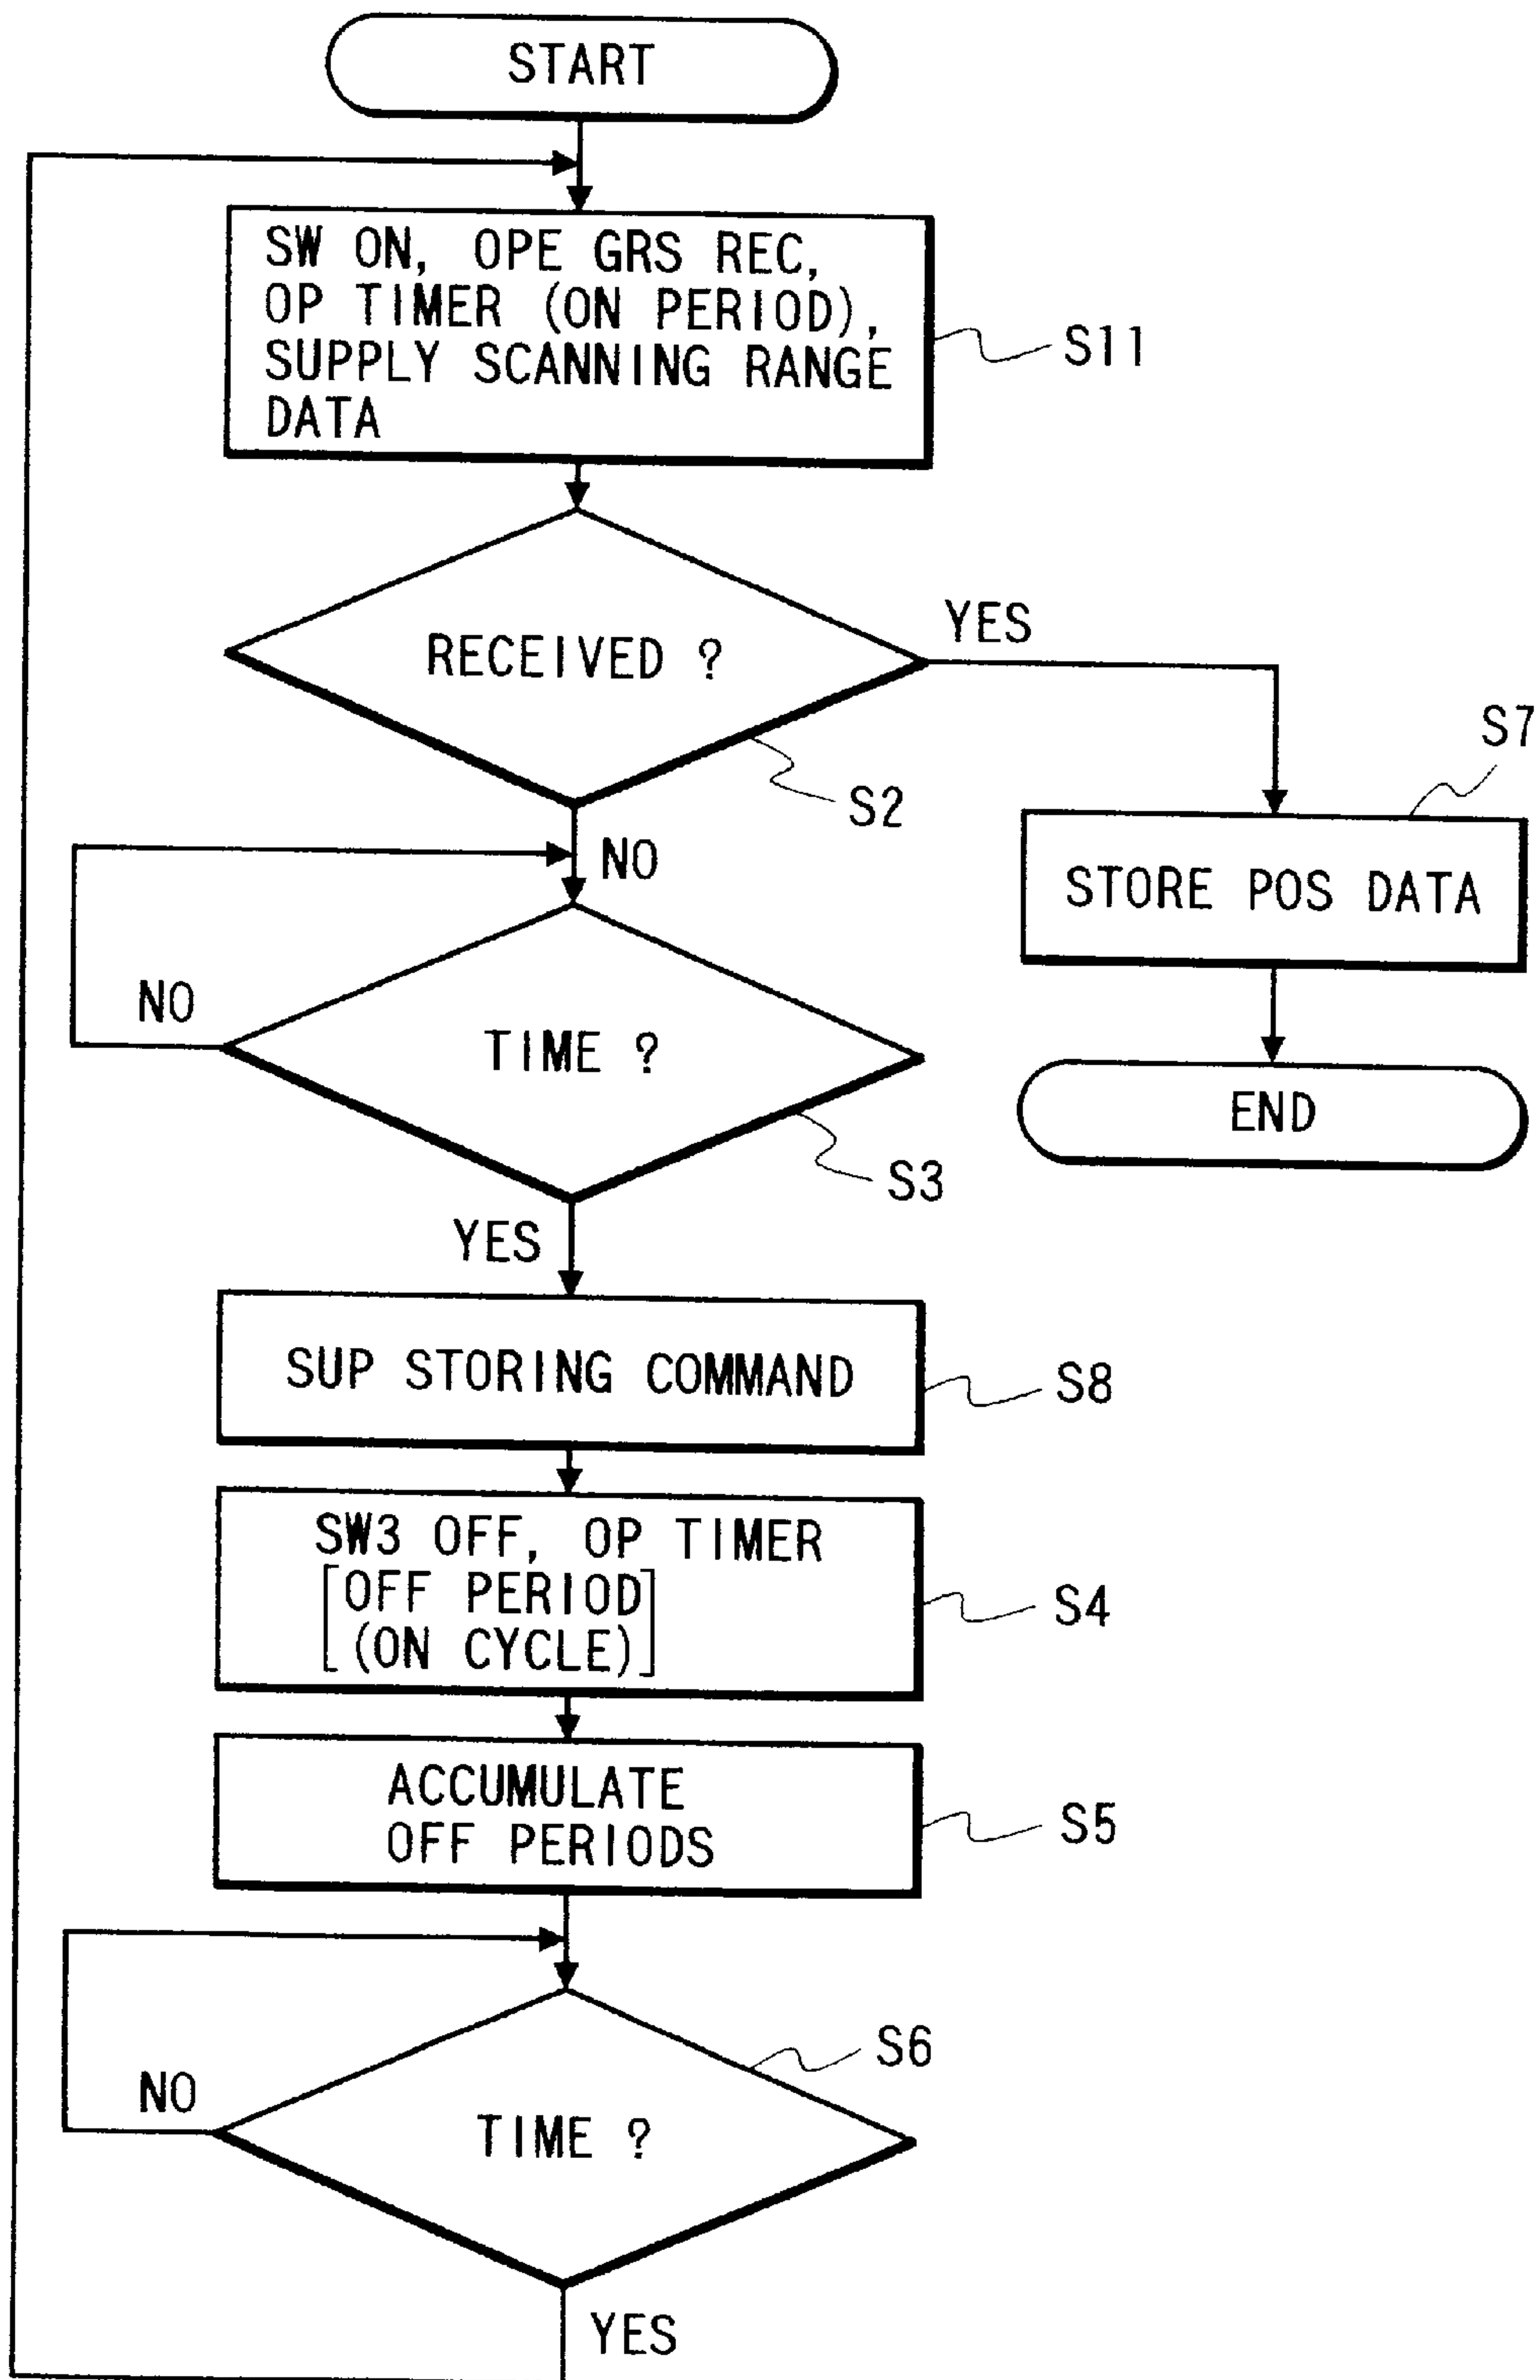 START
SW ON, OPE GRS REC,
OP TIMER (ON PERIOD),
SUPPLY SCANNING RANGE
DATA
S11
RECEIVED ?
YES
S2
NO
S7
STORE POS DATA
END
TIME ?
NO
S3
YES
SUP STORING COMMAND
S8
SW3 OFF, OP TIMER
[OFF PERIOD]
[(ON CYCLE)]
S4
ACCUMULATE
OFF PERIODS
S5
TIME ?
S6
NO
YES